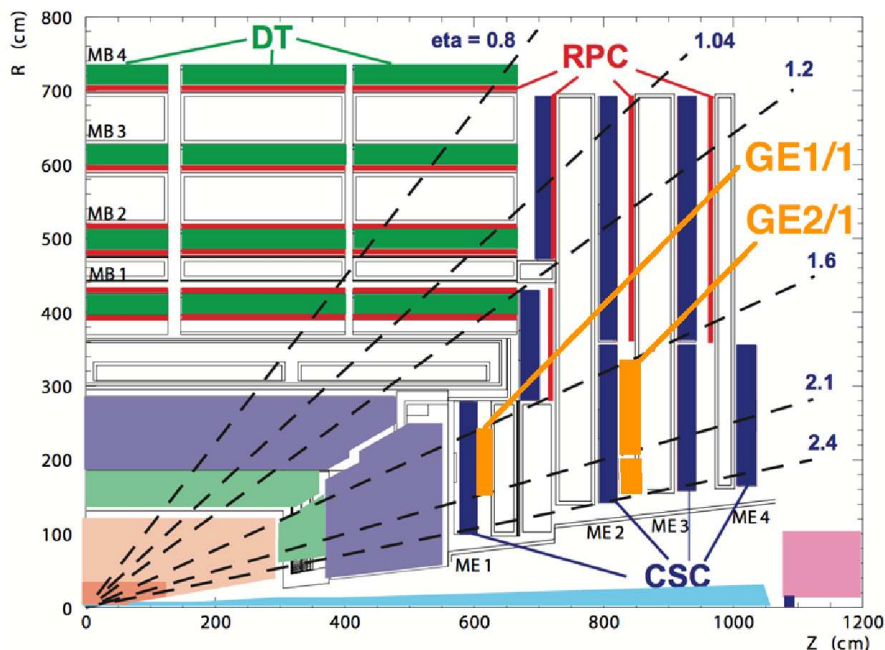 R (cm)
800
700
600
500
400
300
200
100
0
MB 4
MB 3
MB 2
MB 1
DT
eta = 0.8
1.04
1.2
RPC
GE1/1
GE2/1
1.6
2.1
2.4
ME 1
ME 2
ME 3
ME 4
CSC
0
200
400
600
800
1000
1200
Z (cm)